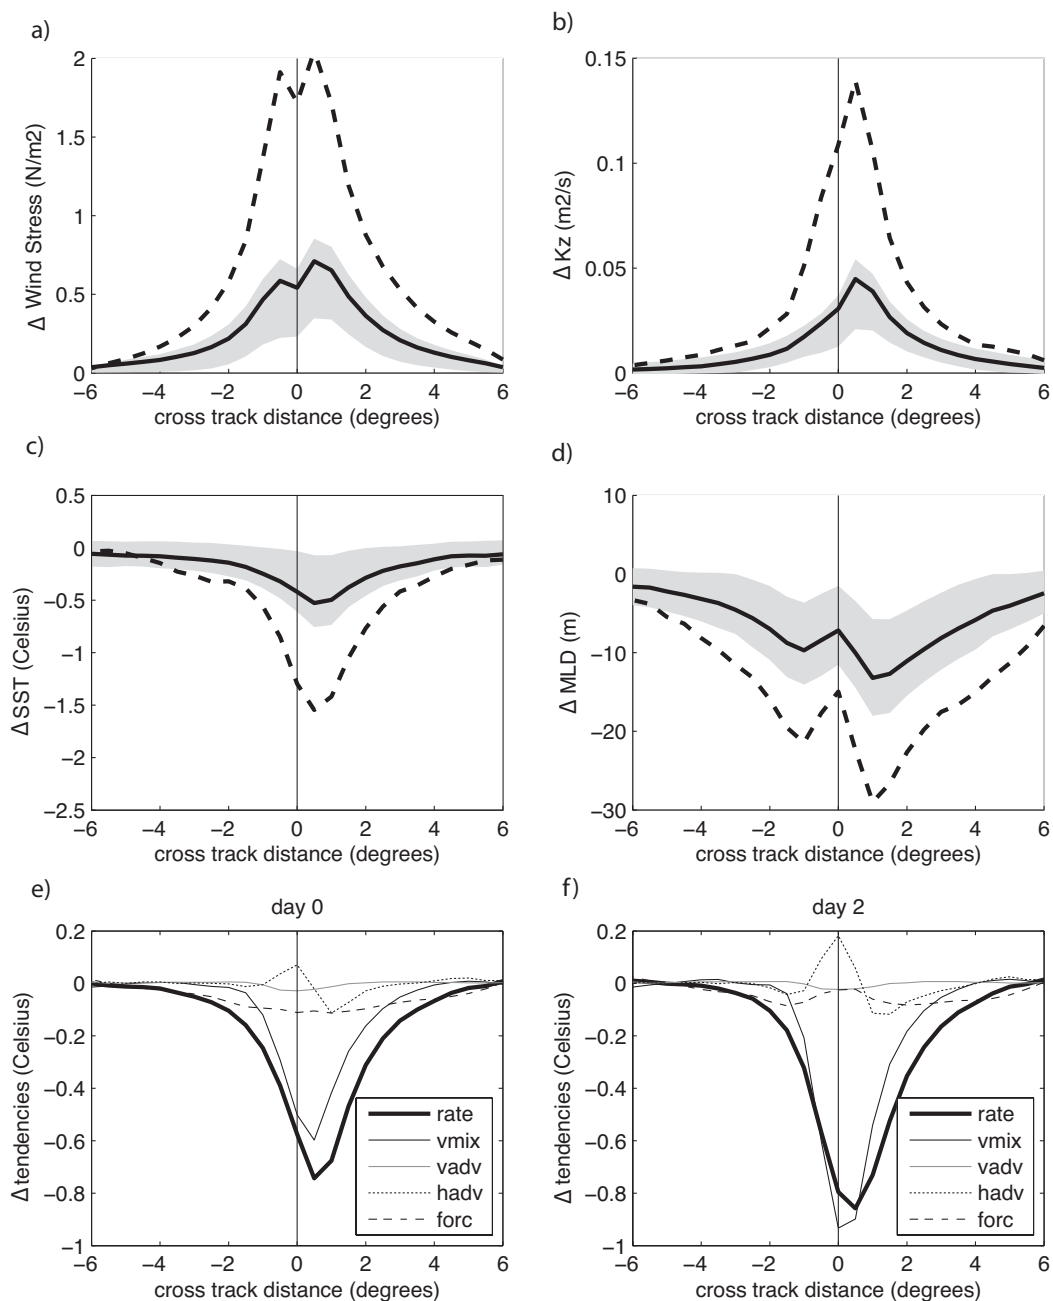 a)
b)
2
1.5
1
0.5
0
Δ Wind Stress (N/m2)
−6 −4 −2 0 2 4 6
cross track distance (degrees)
0.15
0.1
0.05
0
Δ Kz (m2/s)
−6 −4 −2 0 2 4 6
cross track distance (degrees)
c)
d)
0.5
0
−0.5
−1
−1.5
−2
−2.5
Δ SST (Celsius)
−6 −4 −2 0 2 4 6
cross track distance (degrees)
10
0
−10
−20
−30
Δ MLD (m)
−6 −4 −2 0 2 4 6
cross track distance (degrees)
e)
day 0
0.2
0
−0.2
−0.4
−0.6
−0.8
−1
Δ tendencies (Celsius)
rate
vmix
vadv
hadv
forc
−6 −4 −2 0 2 4 6
cross track distance (degrees)
f)
day 2
0.2
0
−0.2
−0.4
−0.6
−0.8
−1
Δ tendencies (Celsius)
rate
vmix
vadv
hadv
forc
−6 −4 −2 0 2 4 6
cross track distance (degrees)